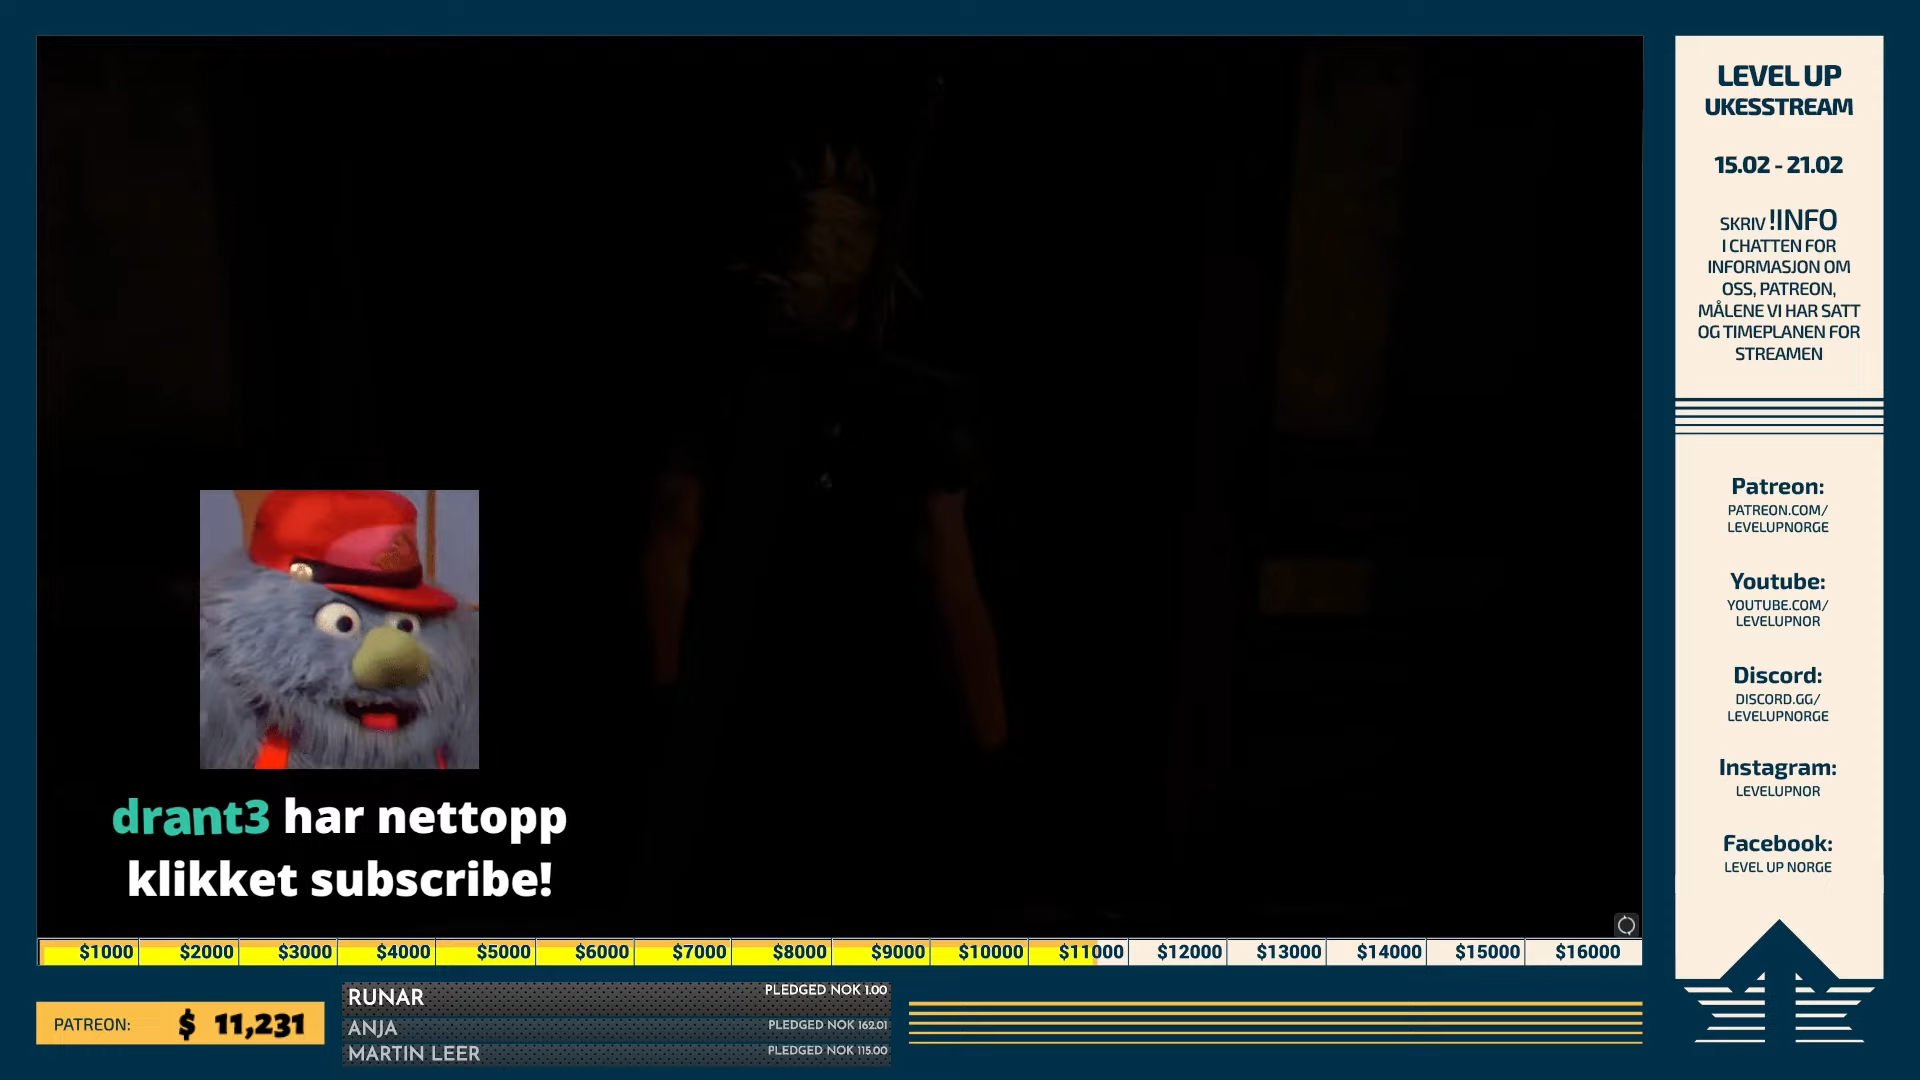 LEVEL UP
UKESSTREAM
15.02 - 21.02
SKRIV !INFO
I CHATTEN FOR
INFORMASJON OM
OSS, PATREON,
MÅLENE VI HAR SATT
OG TIMEPLANEN FOR
STREAMEN
Patreon:
PATREON.COM/
LEVELUPNORGE
Youtube:
YOUTUBE.COM/
LEVELUPNOR
Discord:
DISCORD.GG/
LEVELUPNORGE
Instagram:
LEVELUPNOR
Facebook:
LEVEL UP NORGE
drant3 har nettopp
klikket subscribe!
$1000 $2000 $3000 $4000 $5000 $6000 $7000 $8000 $9000 $10000 $11000 $12000 $13000 $14000 $15000 $16000
PATREON: $ 11,231
RUNAR PLEDGED NOK 1.00
ANJA PLEDGED NOK 162.01
MARTIN LEER PLEDGED NOK 115.00